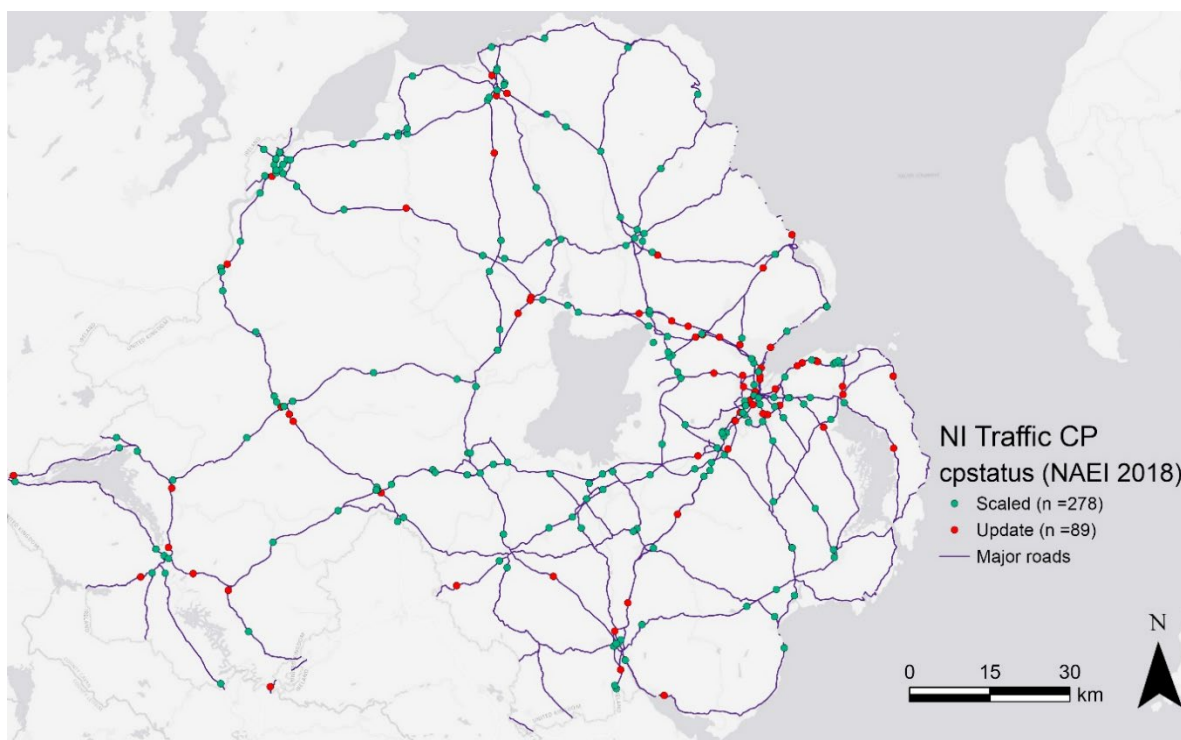 NI Traffic CP
cpstatus (NAEI 2018)
Scaled (n =278)
Update (n =89)
Major roads
0 15 30
km
N